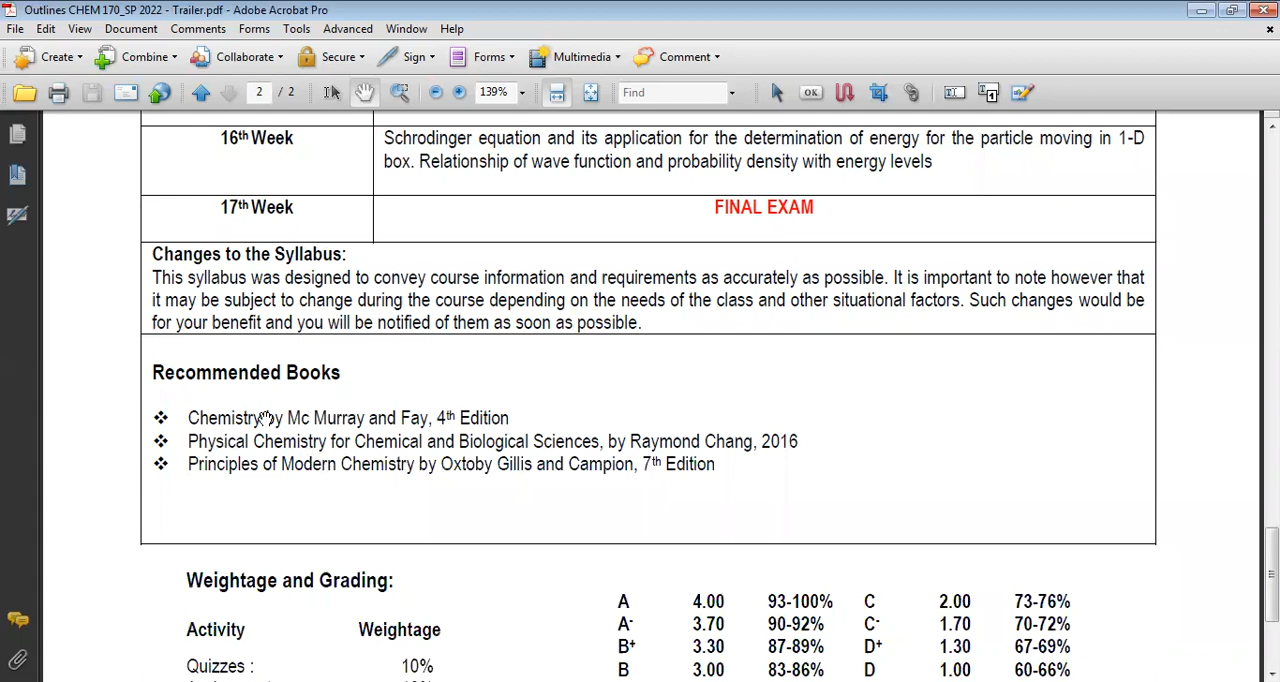 Outlines CHEM 170_SP 2022 - Trailer.pdf - Adobe Acrobat Pro
File Edit View Document Comments Forms Tools Advanced Window Help
Create Combine Collaborate Secure Sign Forms Multimedia Comment
2 / 2 139% Find OK
16th Week Schrodinger equation and its application for the determination of energy for the particle moving in 1-D
box. Relationship of wave function and probability density with energy levels
17th Week FINAL EXAM
Changes to the Syllabus:
This syllabus was designed to convey course information and requirements as accurately as possible. It is important to note however that
it may be subject to change during the course depending on the needs of the class and other situational factors. Such changes would be
for your benefit and you will be notified of them as soon as possible.
Recommended Books
❖ Chemistry by Mc Murray and Fay, 4th Edition
❖ Physical Chemistry for Chemical and Biological Sciences, by Raymond Chang, 2016
❖ Principles of Modern Chemistry by Oxtoby Gillis and Campion, 7th Edition
Weightage and Grading:
A 4.00 93-100% C 2.00 73-76%
A- 3.70 90-92% C- 1.70 70-72%
Activity Weightage
B+ 3.30 87-89% D+ 1.30 67-69%
Quizzes : 10%
B 3.00 83-86% D 1.00 60-66%